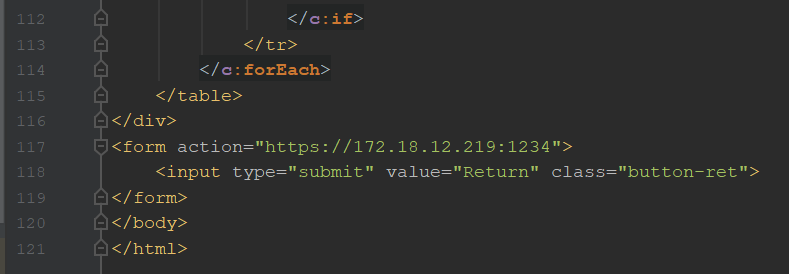 112 </c:if>
113 </tr>
114 </c:forEach>
115 </table>
116 </div>
117 <form action="https://172.18.12.219:1234">
118 <input type="submit" value="Return" class="button-ret">
119 </form>
120 </body>
121 </html>